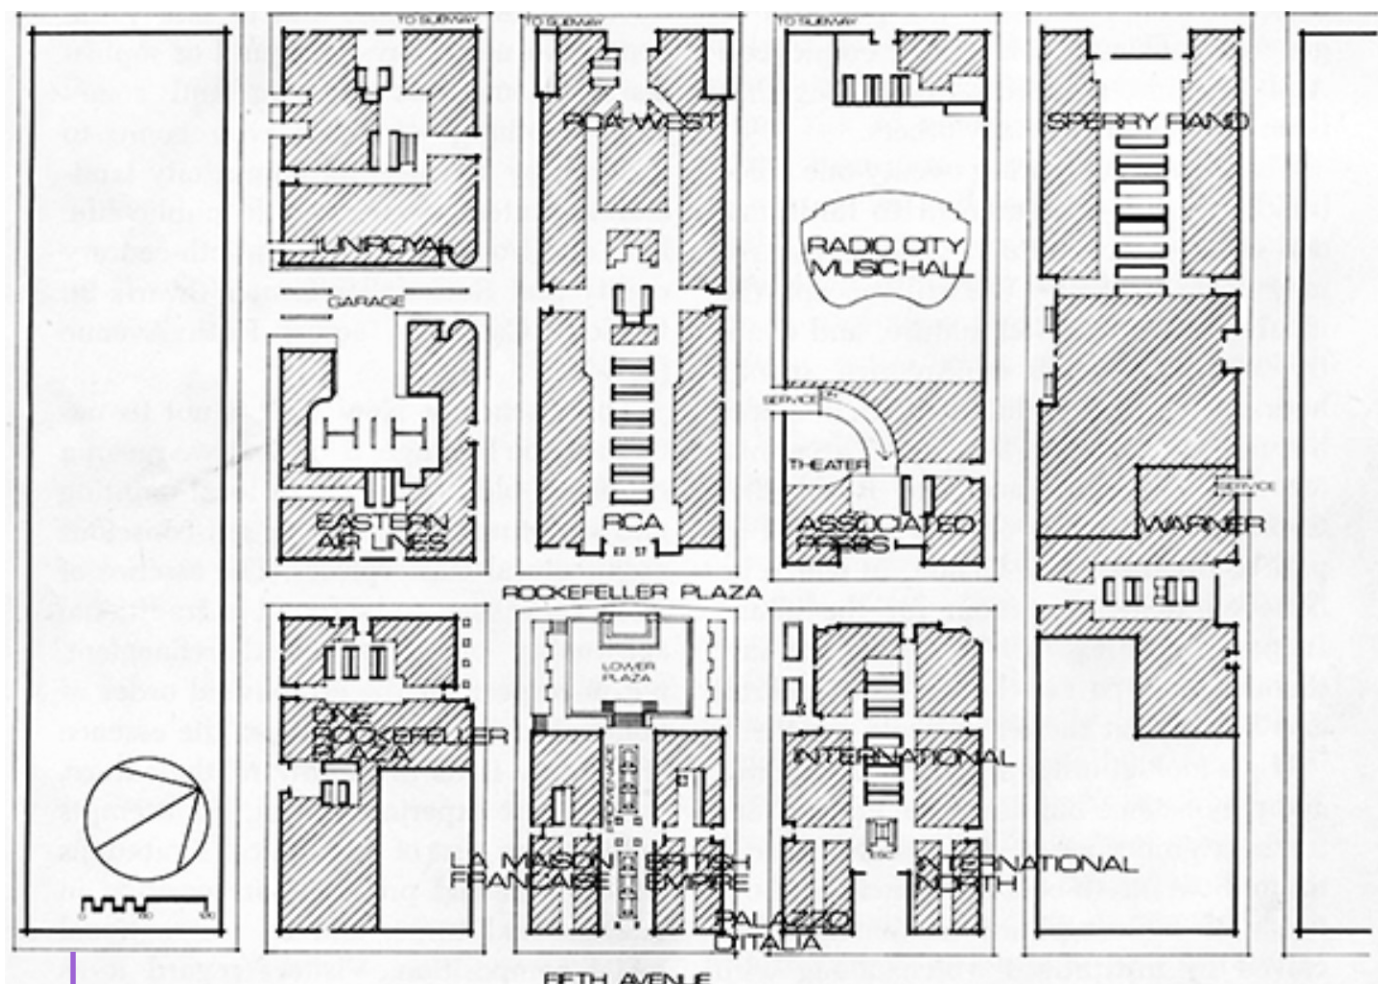 TO SUBWAY
TO SUBWAY
TO SUBWAY
RCA WEST
SPERRY RAND
UNIROYAL
RADIO CITY
MUSIC HALL
GARAGE
SERVICE
THEATER
SERVICE
EASTERN
AIR LINES
RCA
ASSOCIATED
PRESS
WARNER
ROCKEFELLER PLAZA
LOWER
PLAZA
ONE
ROCKEFELLER
PLAZA
INTERNATIONAL
PROMENADE
LA MAISON
FRANCAISE
BRITISH
EMPIRE
INTERNATIONAL
NORTH
PALAZZO
D'ITALIA
FIFTH AVENUE